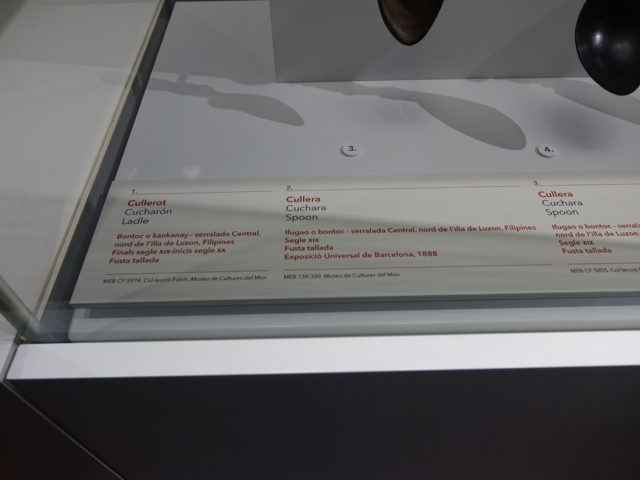 3.
4.
1.
Cullerot
Cucharón
Ladle
Bontoc o kankanay - serralada Central,
nord de l'illa de Luzon, Filipines
Finals segle XIX-inicis segle XX
Fusta tallada
MEB CF 5974. Col·lecció Folch. Museu de Cultures del Món
2.
Cullera
Cuchara
Spoon
Ifugao o bontoc - serralada Central, nord de l'illa de Luzon, Filipines
Segle XIX
Fusta tallada
Exposició Universal de Barcelona, 1888
MEB 154-320. Museu de Cultures del Món
3.
Cullera
Cuchara
Spoon
Ifugao o bontoc - serrala
nord de l'illa de Luzon,
Segle XIX
Fusta tallada
MEB CF 5855. Col·lecció Fol